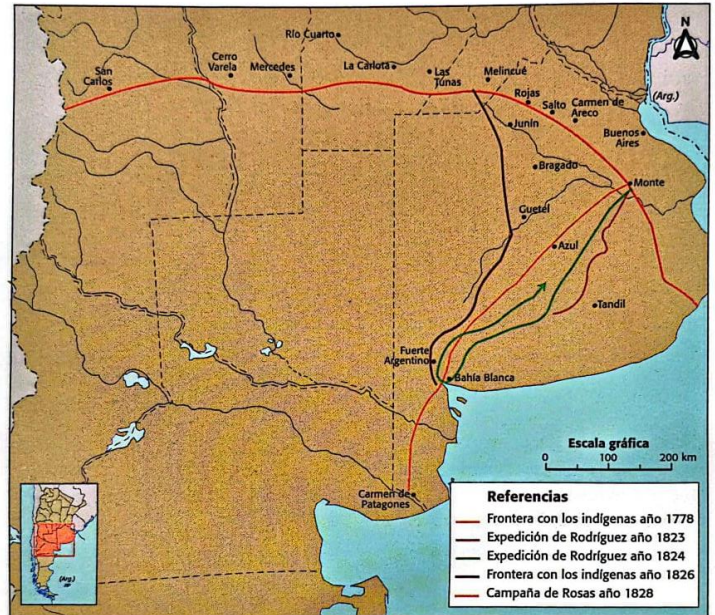 N
Río Cuarto
San
Carlos
Cerro
Varela
Mercedes
La Carlota
Las
Tunas
Melincué
Rojas
Salto
Carmen de
Areco
(Arg.)
Junín
Buenos
Aires
Bragado
Monte
Guetél
Azul
Tandil
Fuerte
Argentino
Bahía Blanca
Carmen de
Patagones
Escala gráfica
0 100 200 km
Referencias
Frontera con los indígenas año 1778
Expedición de Rodríguez año 1823
Expedición de Rodríguez año 1824
Frontera con los indígenas año 1826
Campaña de Rosas año 1828
(Arg.)